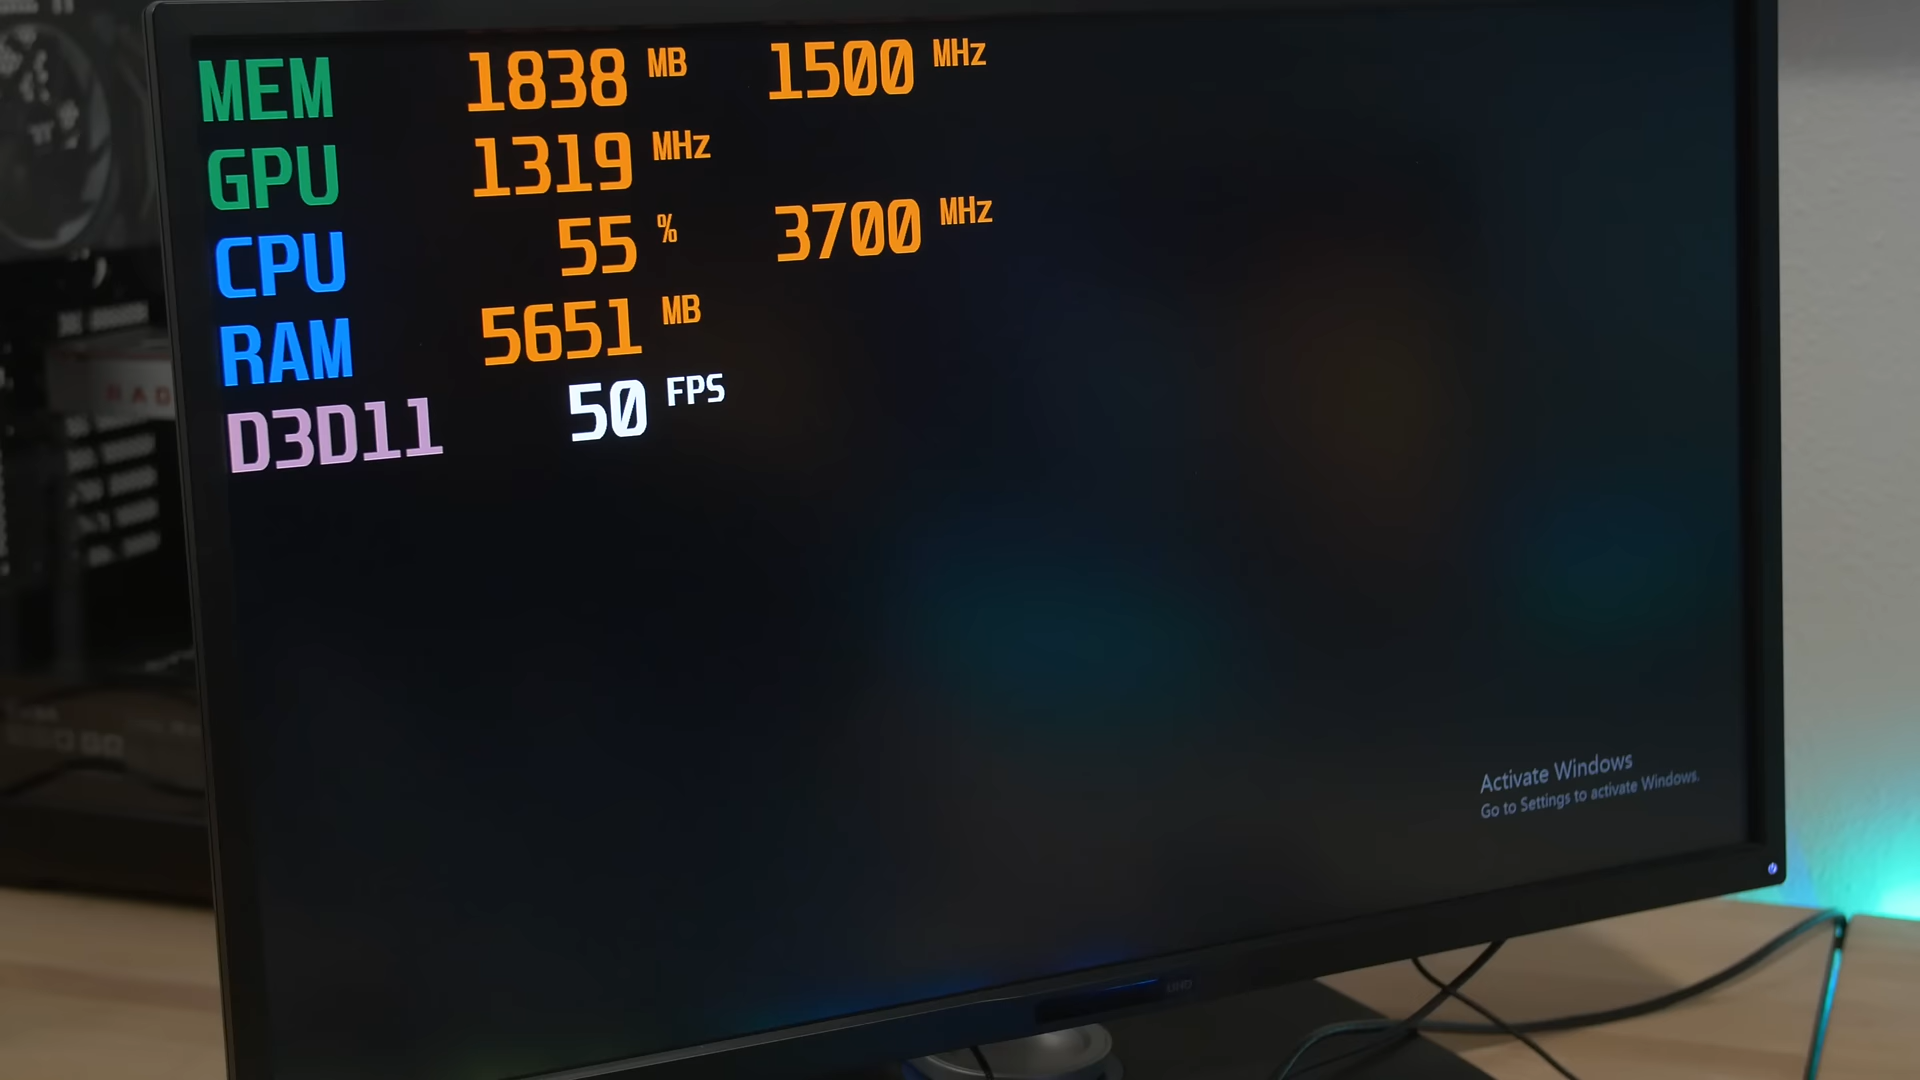 MEM 1838 MB 1500 MHz
GPU 1319 MHz
CPU 55 % 3700 MHz
RAM 5651 MB
D3D11 50 FPS
RAD
Activate Windows
Go to Settings to activate Windows.